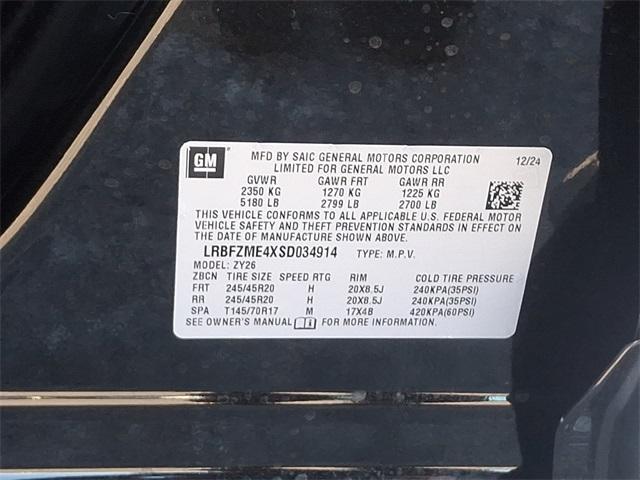 GM
MFD BY SAIC GENERAL MOTORS CORPORATION 12/24
LIMITED FOR GENERAL MOTORS LLC
GVWR GAWR FRT GAWR RR
2350 KG 1270 KG 1225 KG
5180 LB 2799 LB 2700 LB
THIS VEHICLE CONFORMS TO ALL APPLICABLE U.S. FEDERAL MOTOR
VEHICLE SAFETY AND THEFT PREVENTION STANDARDS IN EFFECT ON
THE DATE OF MANUFACTURE SHOWN ABOVE.
LRBFZME4XSD034914 TYPE: M.P.V.
MODEL: ZY26
ZBCN TIRE SIZE SPEED RTG RIM COLD TIRE PRESSURE
FRT 245/45R20 H 20X8.5J 240KPA(35PSI)
RR 245/45R20 H 20X8.5J 240KPA(35PSI)
SPA T145/70R17 M 17X4B 420KPA(60PSI)
SEE OWNER'S MANUAL FOR MORE INFORMATION.